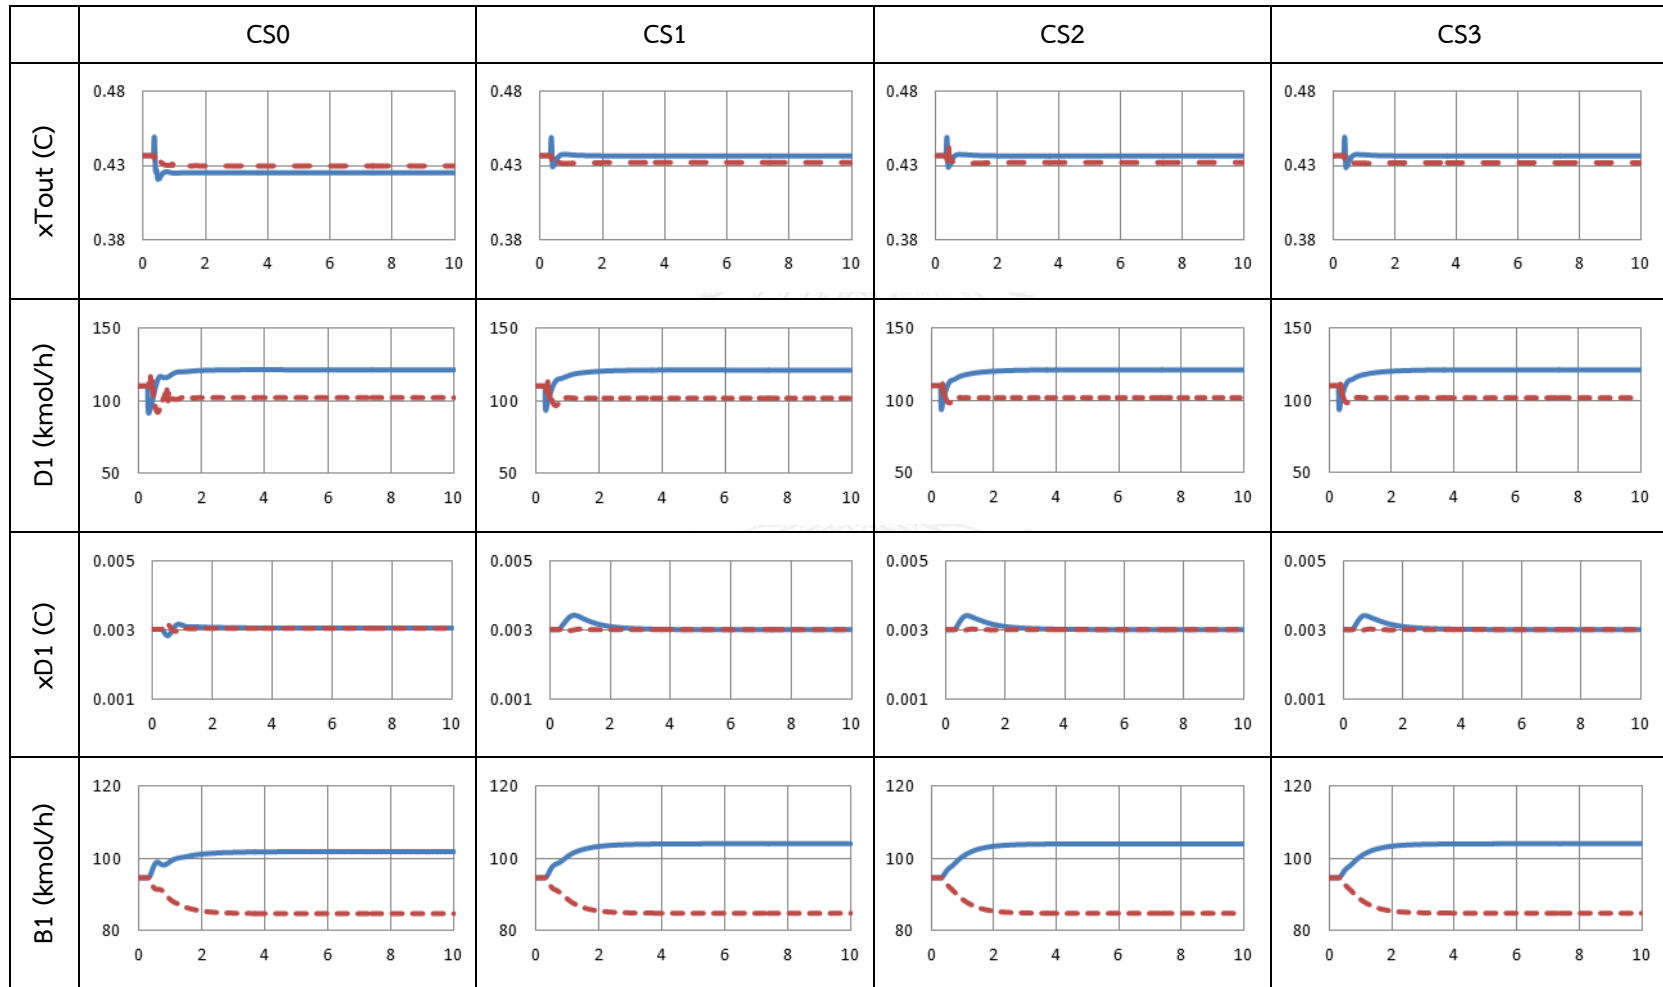 CS0 CS1 CS2 CS3
xTout (C)
0.48 0.48 0.48 0.48
0.43 0.43 0.43 0.43
0.38 0.38 0.38 0.38
0 2 4 6 8 10 0 2 4 6 8 10 0 2 4 6 8 10 0 2 4 6 8 10
D1 (kmol/h)
150 150 150 150
100 100 100 100
50 50 50 50
0 2 4 6 8 10 0 2 4 6 8 10 0 2 4 6 8 10 0 2 4 6 8 10
xD1 (C)
0.005 0.005 0.005 0.005
0.003 0.003 0.003 0.003
0.001 0.001 0.001 0.001
0 2 4 6 8 10 0 2 4 6 8 10 0 2 4 6 8 10 0 2 4 6 8 10
B1 (kmol/h)
120 120 120 120
100 100 100 100
80 80 80 80
0 2 4 6 8 10 0 2 4 6 8 10 0 2 4 6 8 10 0 2 4 6 8 10